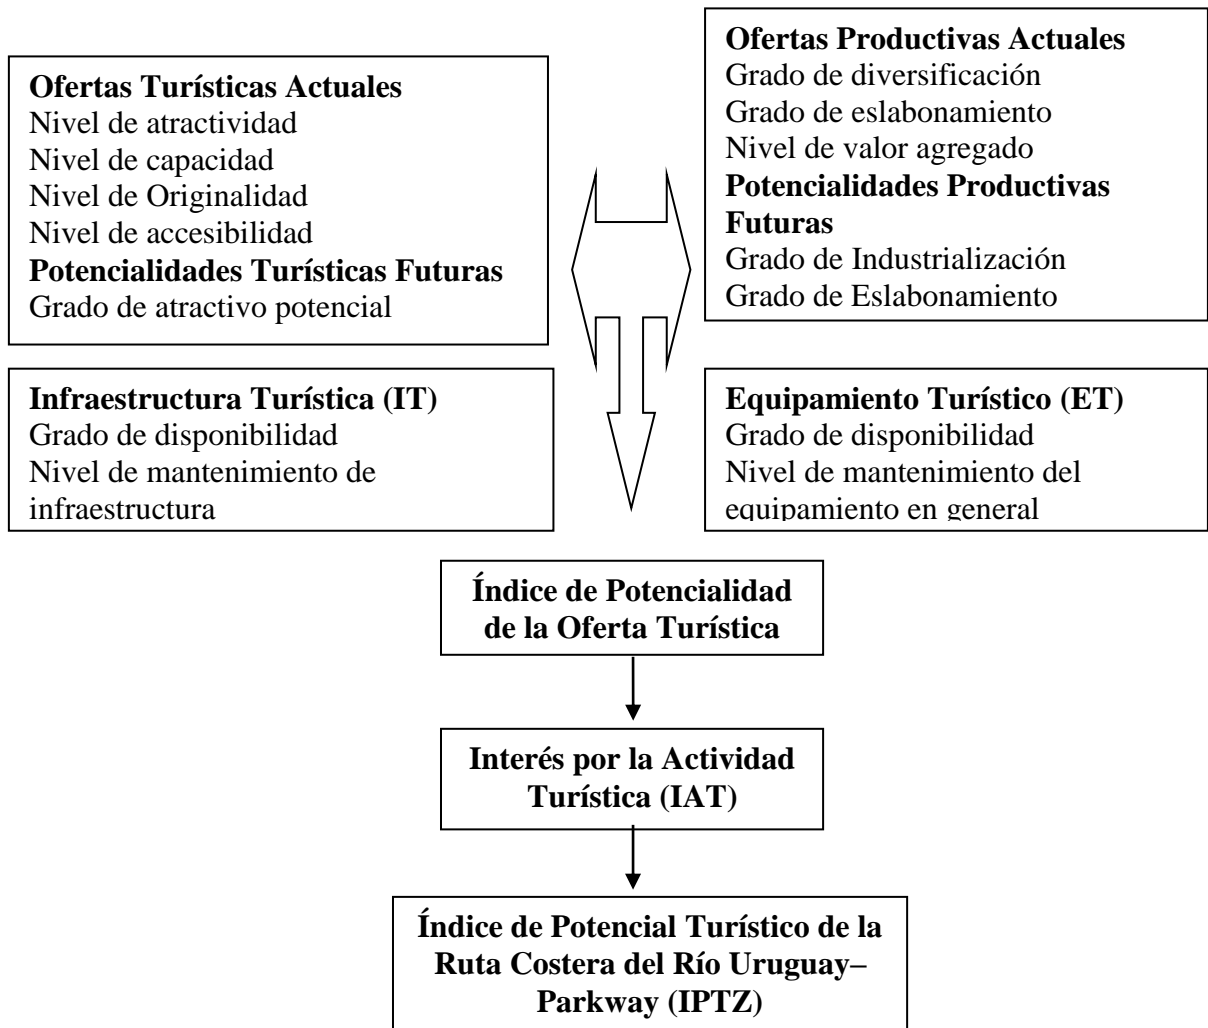 Ofertas Turísticas Actuales
Nivel de atractividad
Nivel de capacidad
Nivel de Originalidad
Nivel de accesibilidad
Potencialidades Turísticas Futuras
Grado de atractivo potencial
Ofertas Productivas Actuales
Grado de diversificación
Grado de eslabonamiento
Nivel de valor agregado
Potencialidades Productivas
Futuras
Grado de Industrialización
Grado de Eslabonamiento
Infraestructura Turística (IT)
Grado de disponibilidad
Nivel de mantenimiento de
infraestructura
Equipamiento Turístico (ET)
Grado de disponibilidad
Nivel de mantenimiento del
equipamiento en general
Índice de Potencialidad
de la Oferta Turística
Interés por la Actividad
Turística (IAT)
Índice de Potencial Turístico de la
Ruta Costera del Río Uruguay–
Parkway (IPTZ)